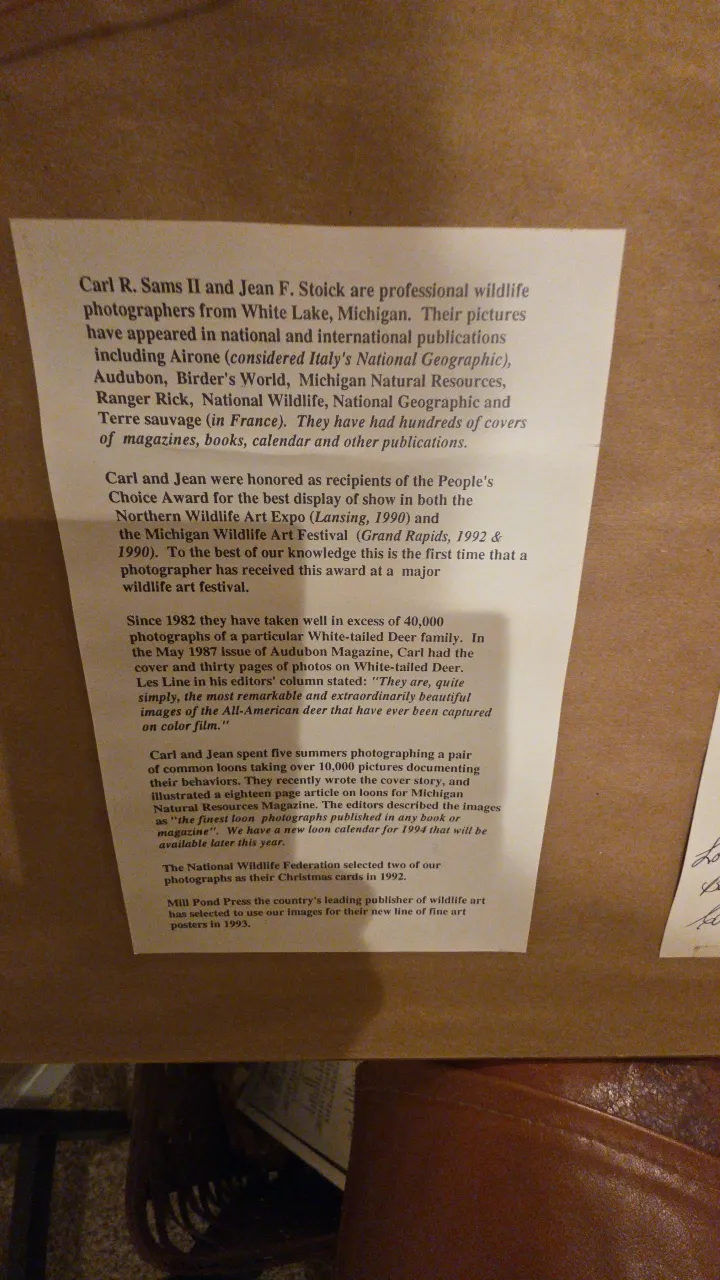 Carl R. Sams II and Jean F. Stoick are professional wildlife
photographers from White Lake, Michigan. Their pictures
have appeared in national and international publications
including Airone (considered Italy's National Geographic),
Audubon, Birder's World, Michigan Natural Resources,
Ranger Rick, National Wildlife, National Geographic and
Terre sauvage (in France). They have had hundreds of covers
of magazines, books, calendar and other publications.
Carl and Jean were honored as recipients of the People's
Choice Award for the best display of show in both the
Northern Wildlife Art Expo (Lansing, 1990) and
the Michigan Wildlife Art Festival (Grand Rapids, 1992 &
1990). To the best of our knowledge this is the first time that a
photographer has received this award at a major
wildlife art festival.
Since 1982 they have taken well in excess of 40,000
photographs of a particular White-tailed Deer family. In
the May 1987 issue of Audubon Magazine, Carl had the
cover and thirty pages of photos on White-tailed Deer.
Les Line in his editors' column stated: "They are, quite
simply, the most remarkable and extraordinarily beautiful
images of the All-American deer that have ever been captured
on color film."
Carl and Jean spent five summers photographing a pair
of common loons taking over 10,000 pictures documenting
their behaviors. They recently wrote the cover story, and
illustrated a eighteen page article on loons for Michigan
Natural Resources Magazine. The editors described the images
as "the finest loon photographs published in any book or
magazine". We have a new loon calendar for 1994 that will be
available later this year.
The National Wildlife Federation selected two of our
photographs as their Christmas cards in 1992.
Mill Pond Press the country's leading publisher of wildlife art
has selected to use our images for their new line of fine art
posters in 1993.